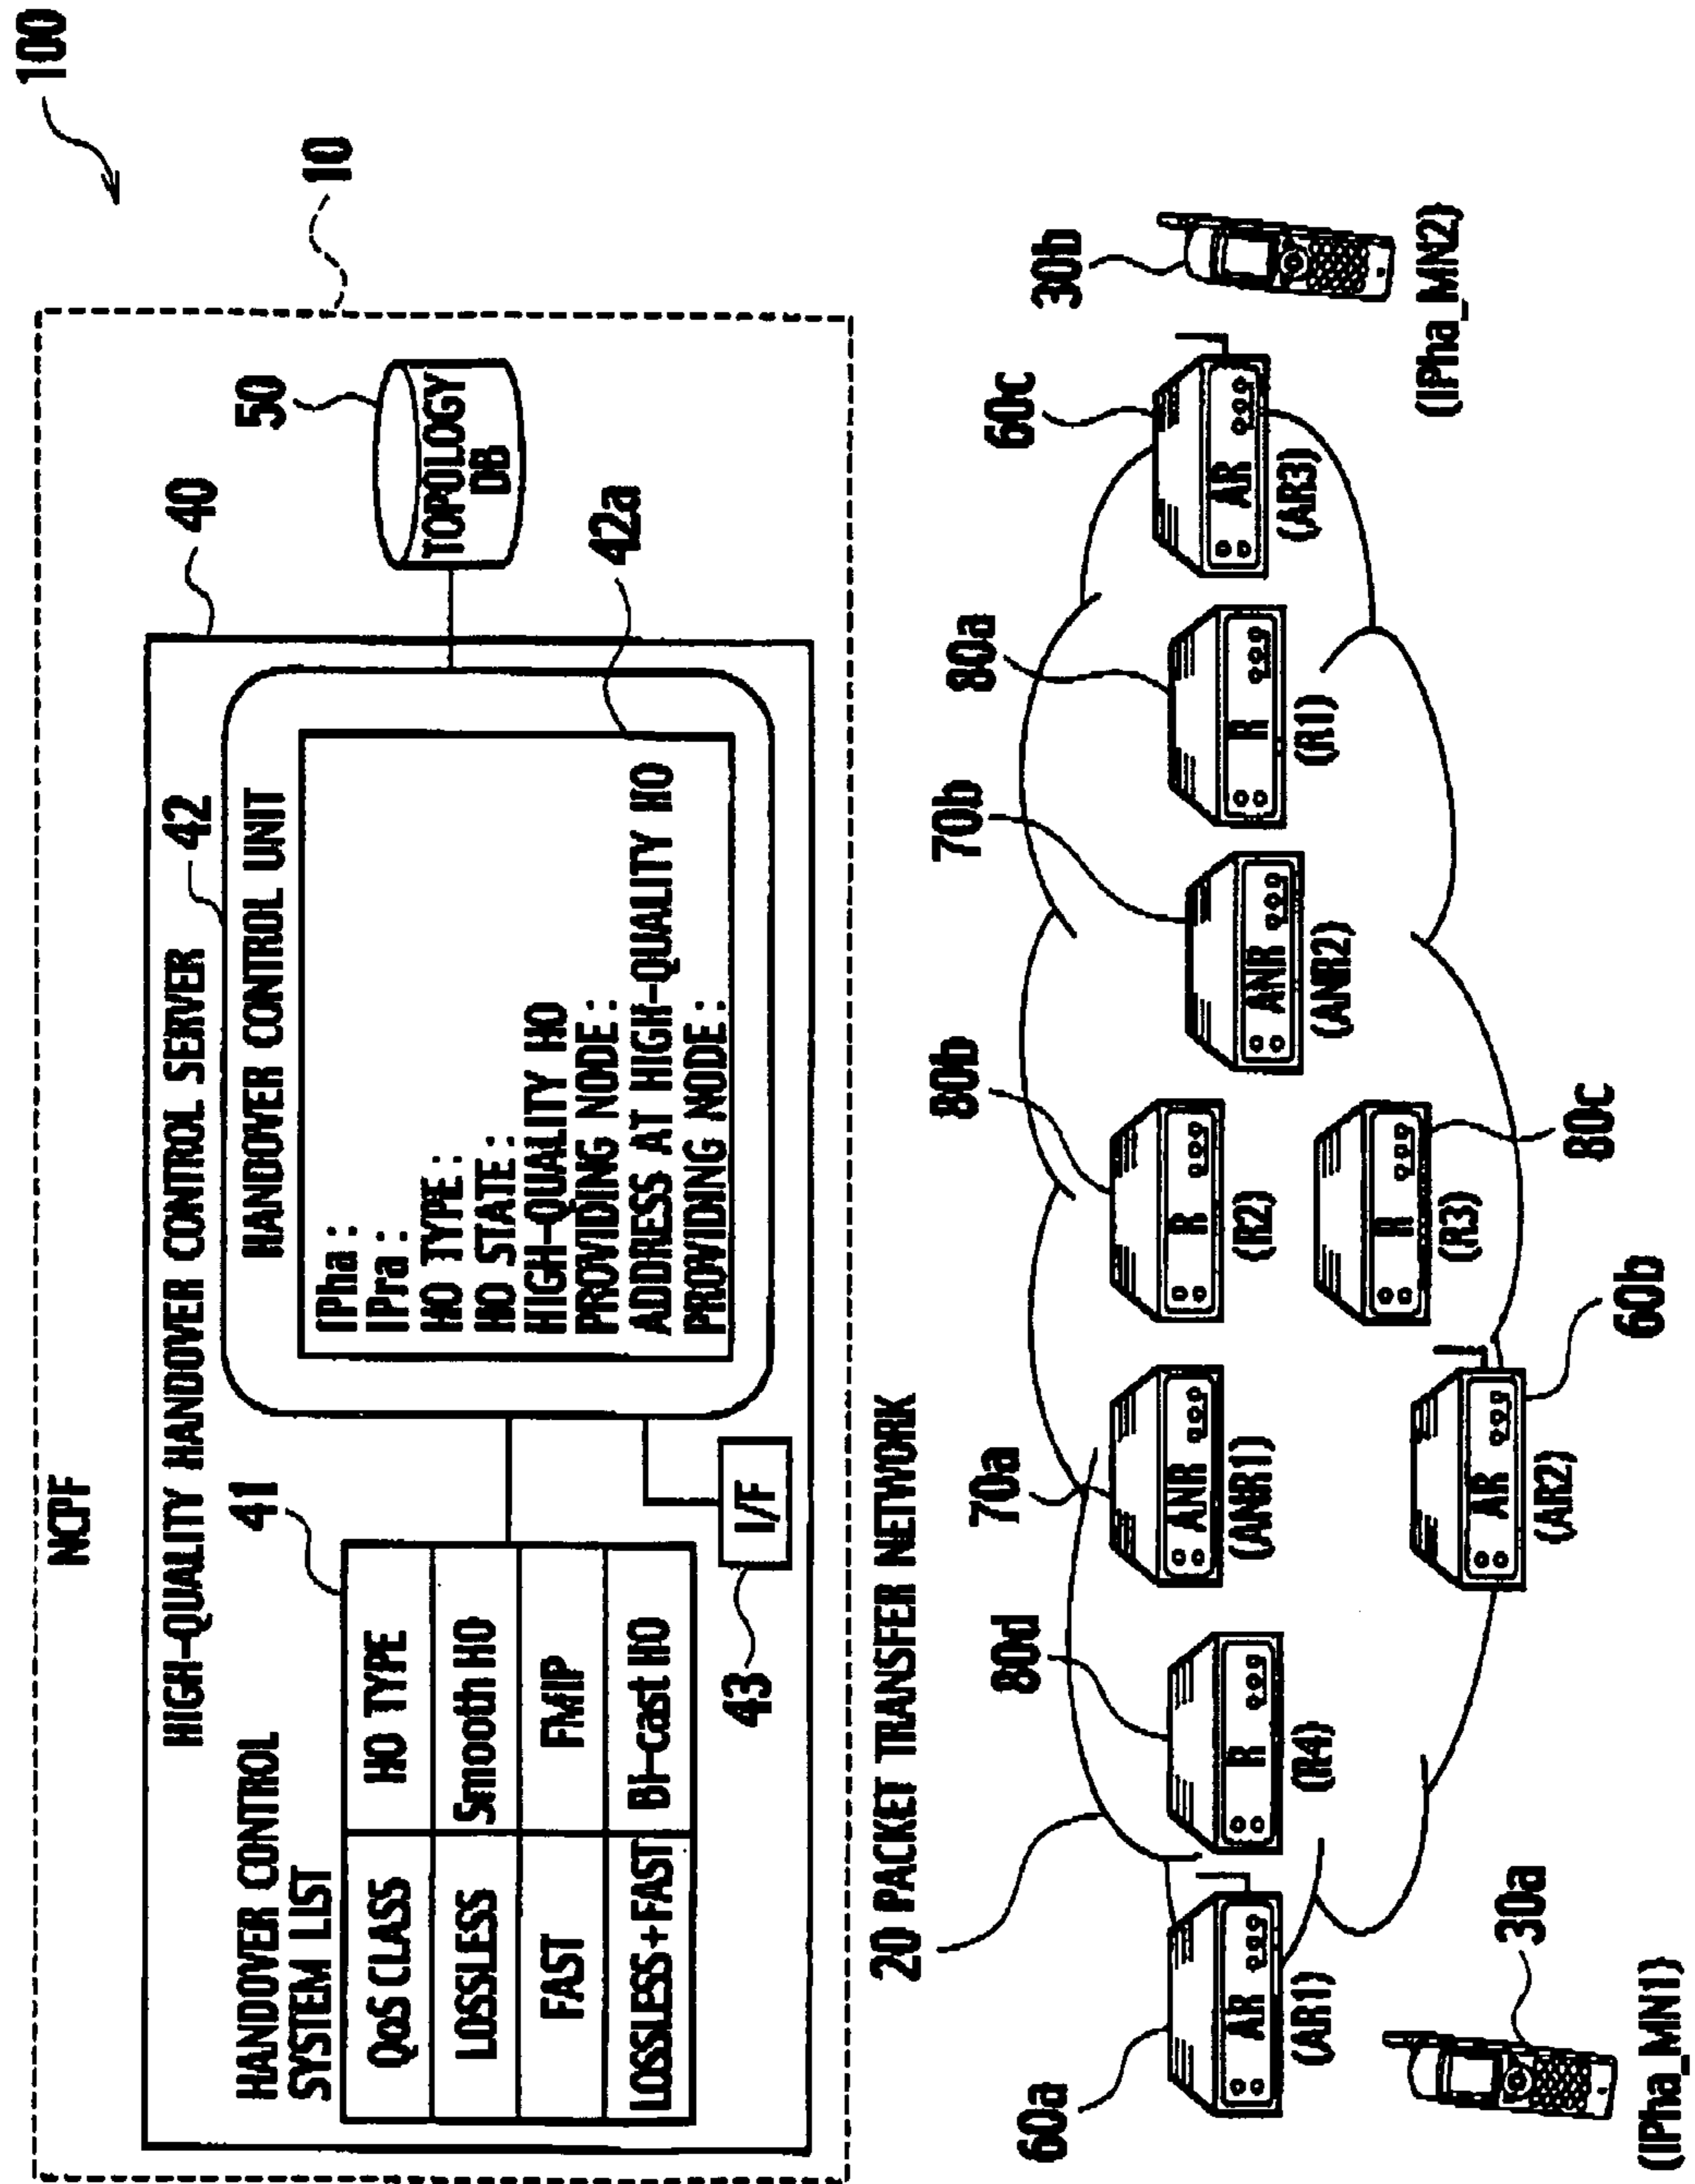 100
10
NCPF
HIGH-QUALITY HANDOVER CONTROL SERVER
40
HANDOVER CONTROL
SYSTEM LIST
41
QoS CLASS HO TYPE
LOSSLESS Smooth HO
FAST FMIP
LOSSLESS+FAST Bi-cast HO
43
I/F
42
HANDOVER CONTROL UNIT
IPha :
IPra :
HO TYPE :
HO STATE :
HIGH-QUALITY HO
PROVIDING NODE :
ADDRESS AT HIGH-QUALITY HO
PROVIDING NODE :
42a
50
TOPOLOGY
DB
20 PACKET TRANSFER NETWORK
60a
AR
(AR1)
80d
R
(R4)
70a
ANR
(ANR1)
80b
R
(R2)
70b
ANR
(ANR2)
80a
R
(R1)
60c
AR
(AR3)
30b
(IPha_MN2)
AR
(AR2)
60b
R
(R3)
80c
30a
(IPha_MN1)